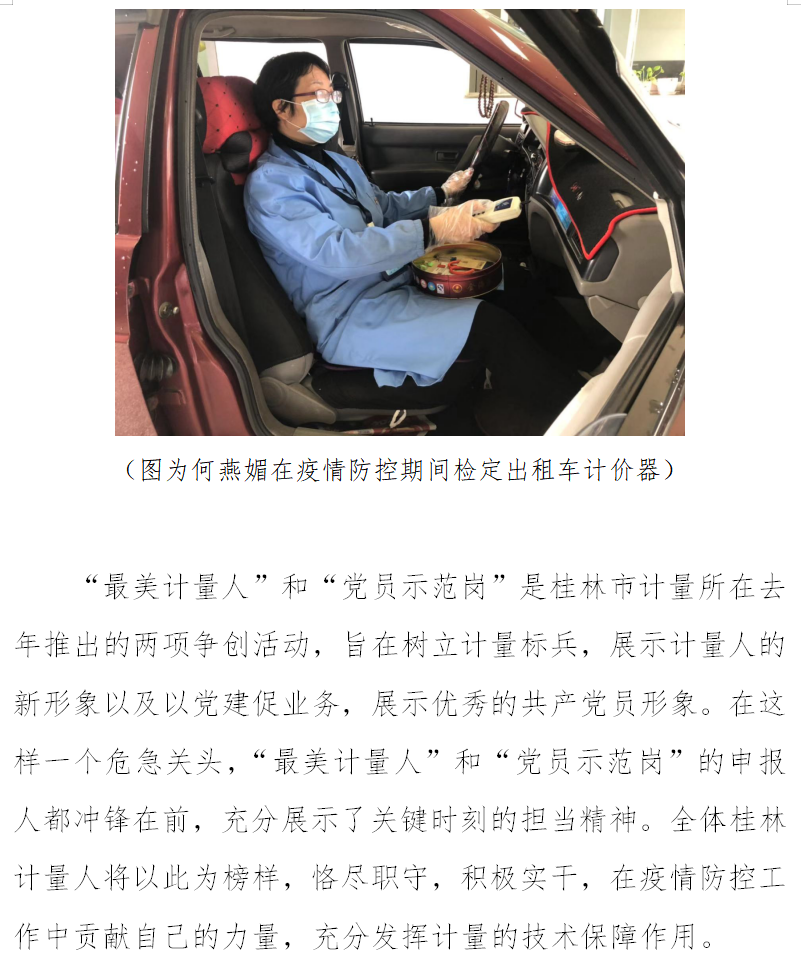 （图为何燕媚在疫情防控期间检定出租车计价器）
“最美计量人”和“党员示范岗”是桂林市计量所在去
年推出的两项争创活动，旨在树立计量标兵，展示计量人的
新形象以及以党建促业务，展示优秀的共产党员形象。在这
样一个危急关头，“最美计量人”和“党员示范岗”的申报
人都冲锋在前，充分展示了关键时刻的担当精神。全体桂林
计量人将以此为榜样，恪尽职守，积极实干，在疫情防控工
作中贡献自己的力量，充分发挥计量的技术保障作用。